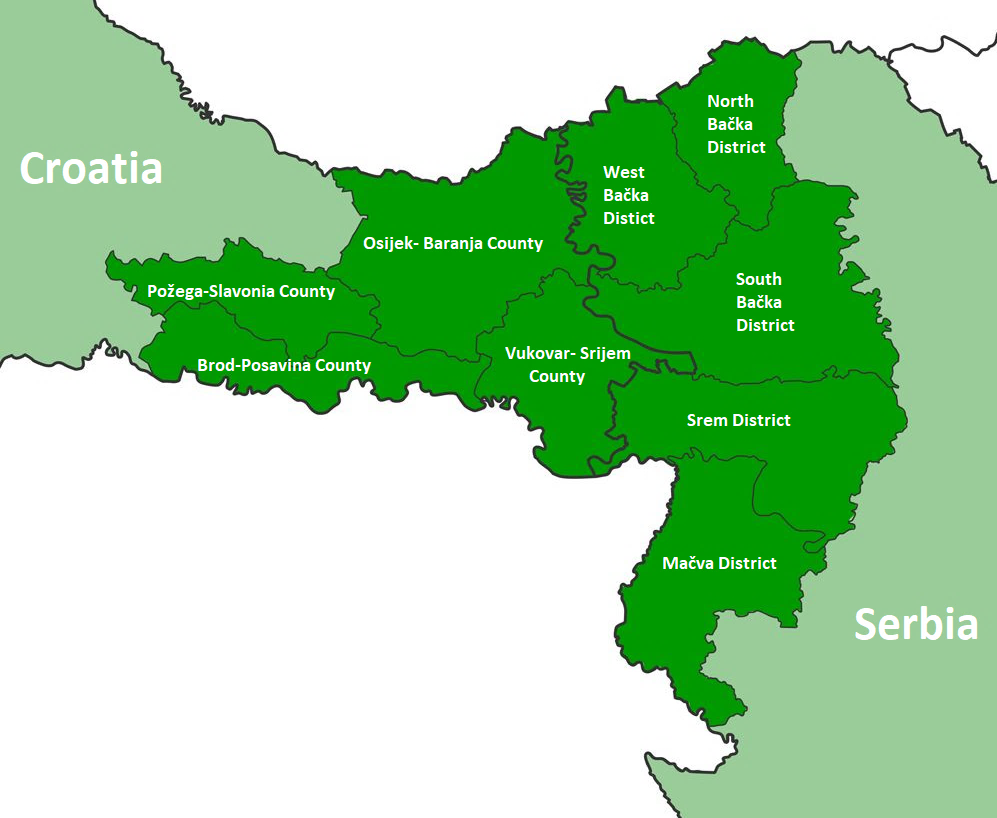 Croatia
North
Bačka
District
West
Bačka
Distict
Osijek- Baranja County
Požega-Slavonia County
South
Bačka
District
Brod-Posavina County
Vukovar- Srijem
County
Srem District
Mačva District
Serbia